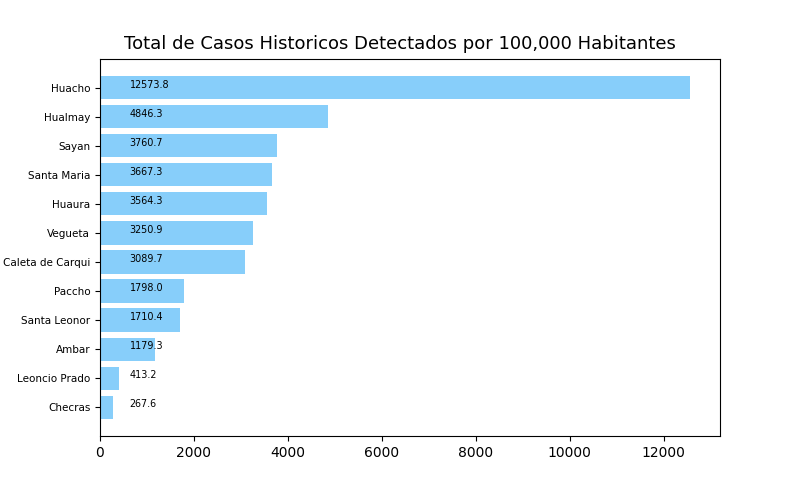 Total de Casos Historicos Detectados por 100,000 Habitantes
Huacho 12573.8
Hualmay 4846.3
Sayan 3760.7
Santa Maria 3667.3
Huaura 3564.3
Vegueta 3250.9
Caleta de Carqui 3089.7
Paccho 1798.0
Santa Leonor 1710.4
Ambar 1179.3
Leoncio Prado 413.2
Checras 267.6
0 2000 4000 6000 8000 10000 12000